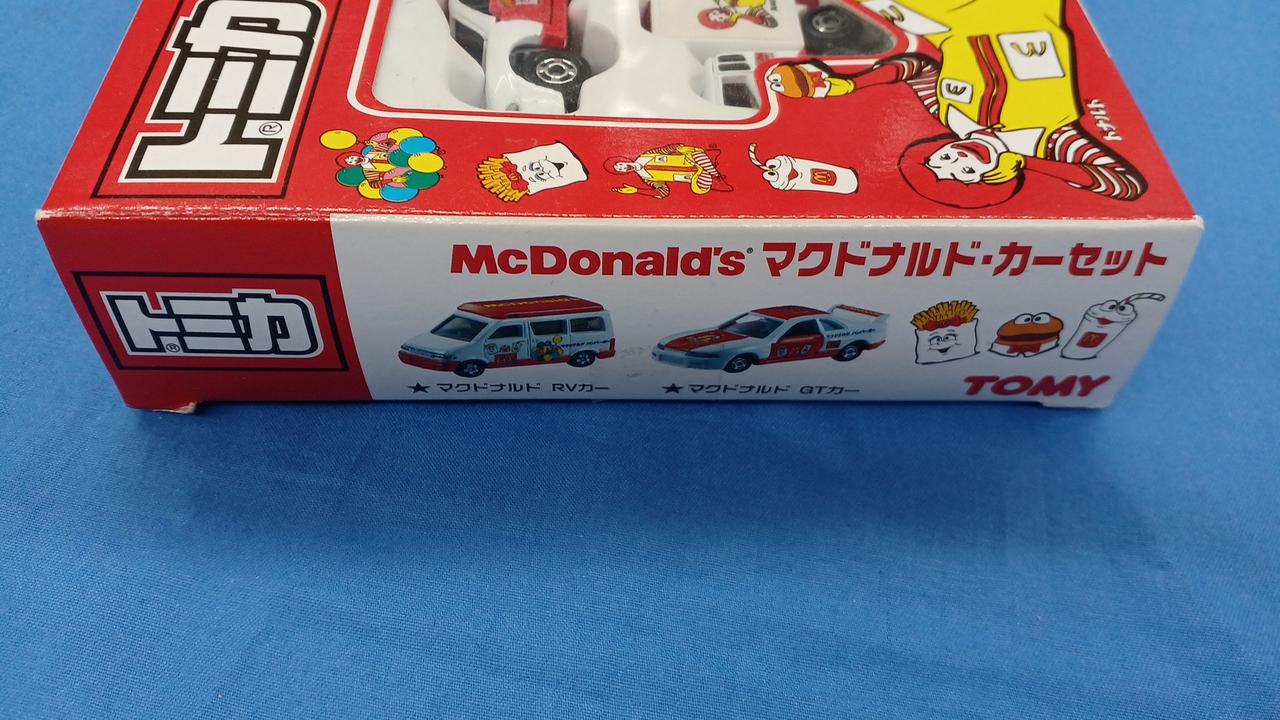 トミカ®
McDonald's マクドナルド・カーセット
トミカ®
★ マクドナルド RVカー
★ マクドナルド GTカー
TOMY